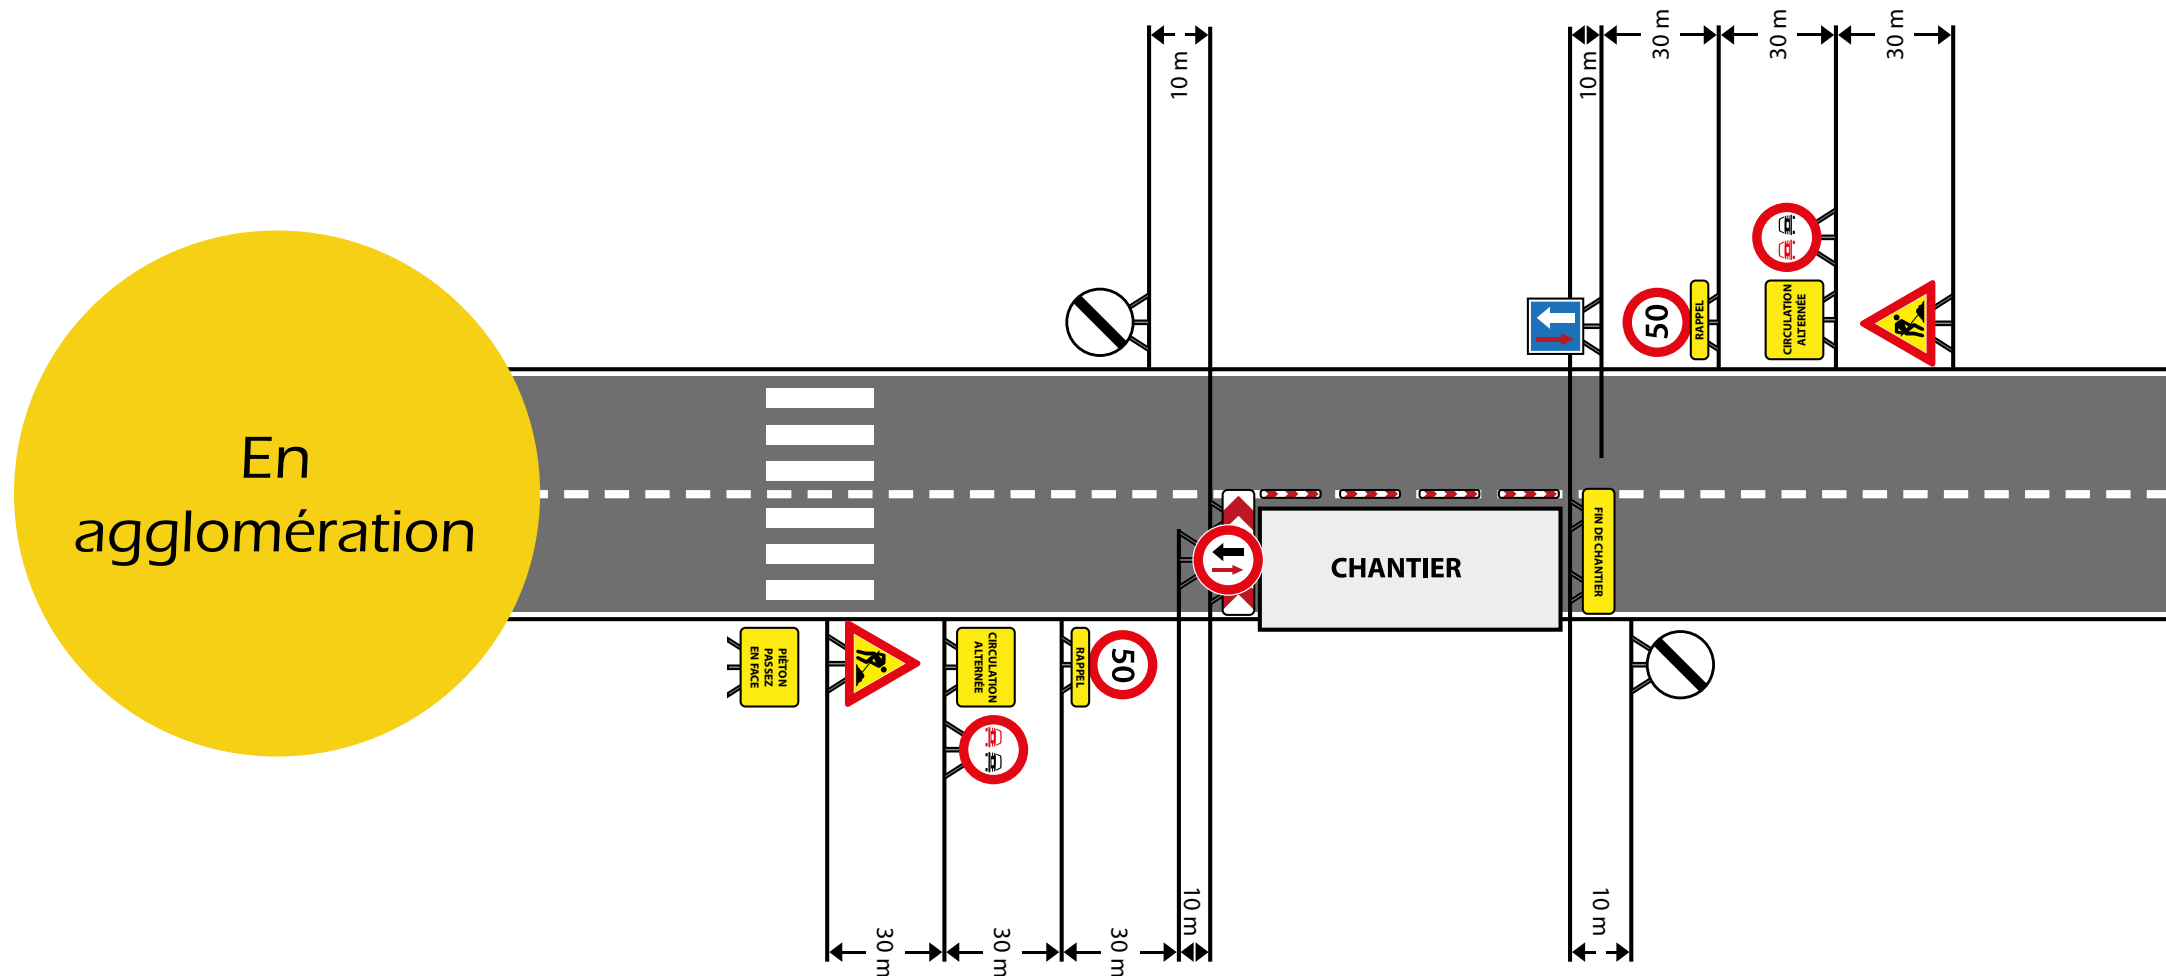 10 m
10 m
30 m
30 m
30 m
50
RAPPEL
CIRCULATION
ALTERNÉE
En
agglomération
FIN DE CHANTIER
CHANTIER
PIÈTON
PASSEZ
EN FACE
CIRCULATION
ALTERNÉE
RAPPEL
50
30 m
30 m
30 m
10 m
10 m